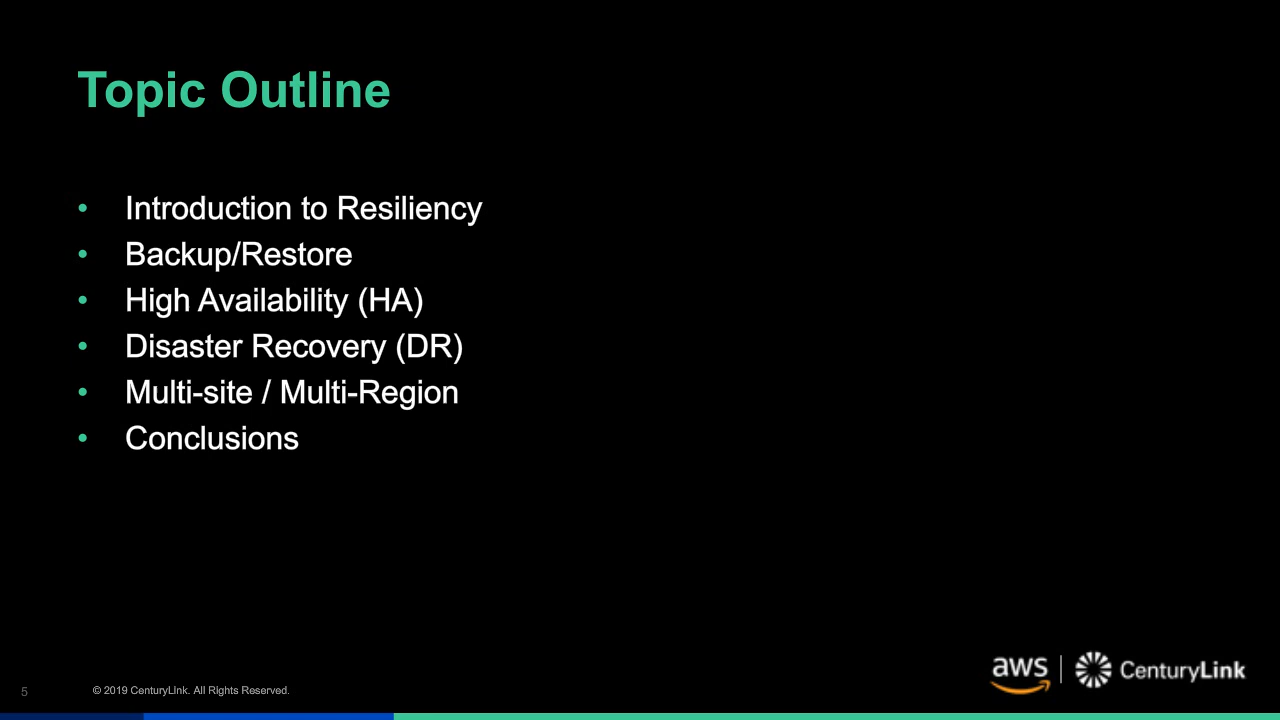 Topic Outline
• Introduction to Resiliency
• Backup/Restore
• High Availability (HA)
• Disaster Recovery (DR)
• Multi-site / Multi-Region
• Conclusions
aws | CenturyLink
5 © 2019 CenturyLInk. All Rights Reserved.